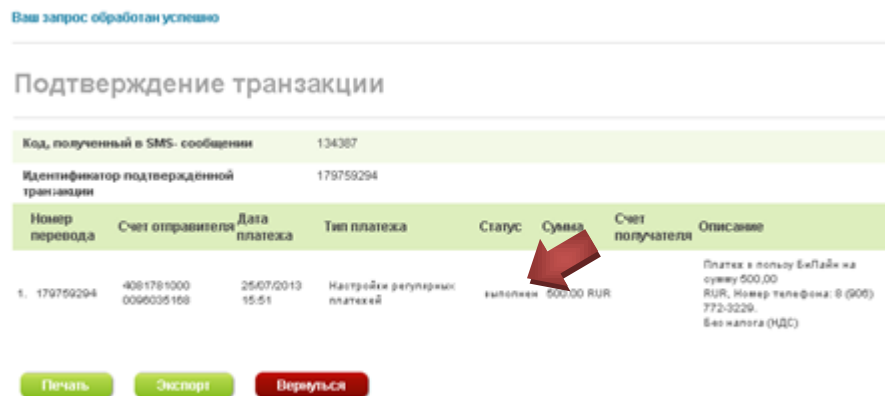 Ваш запрос обработан успешно
Подтверждение транзакции
Код, полученный в SMS- сообщении 134387
Идентификатор подтверждённой 179759294
транзакции
Номер перевода Счет отправителя Дата платежа Тип платежа Статус Сумма Счет получателя Описание
1. 179759294 4081781000 0096035168 25/07/2013 15:51 Настройки регулярных платежей выполнен 500.00 RUR
Платеж в пользу БиЛайн на
сумму 500,00
RUR, Номер телефона: 8 (906)
772-3229.
Без налога (НДС)
Печать Экспорт Вернуться